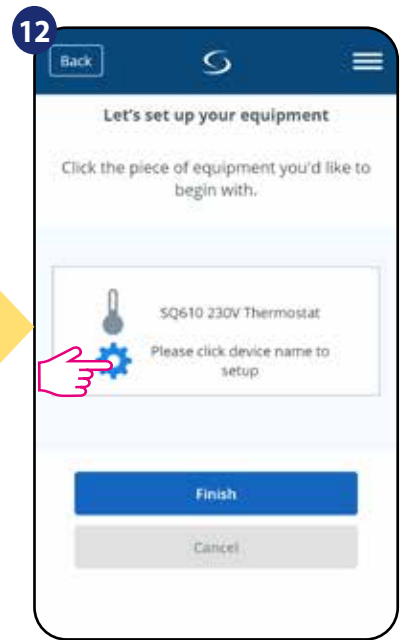 12
Back
Let's set up your equipment
Click the piece of equipment you'd like to
begin with.
SQ610 230V Thermostat
Please click device name to
setup
Finish
Cancel